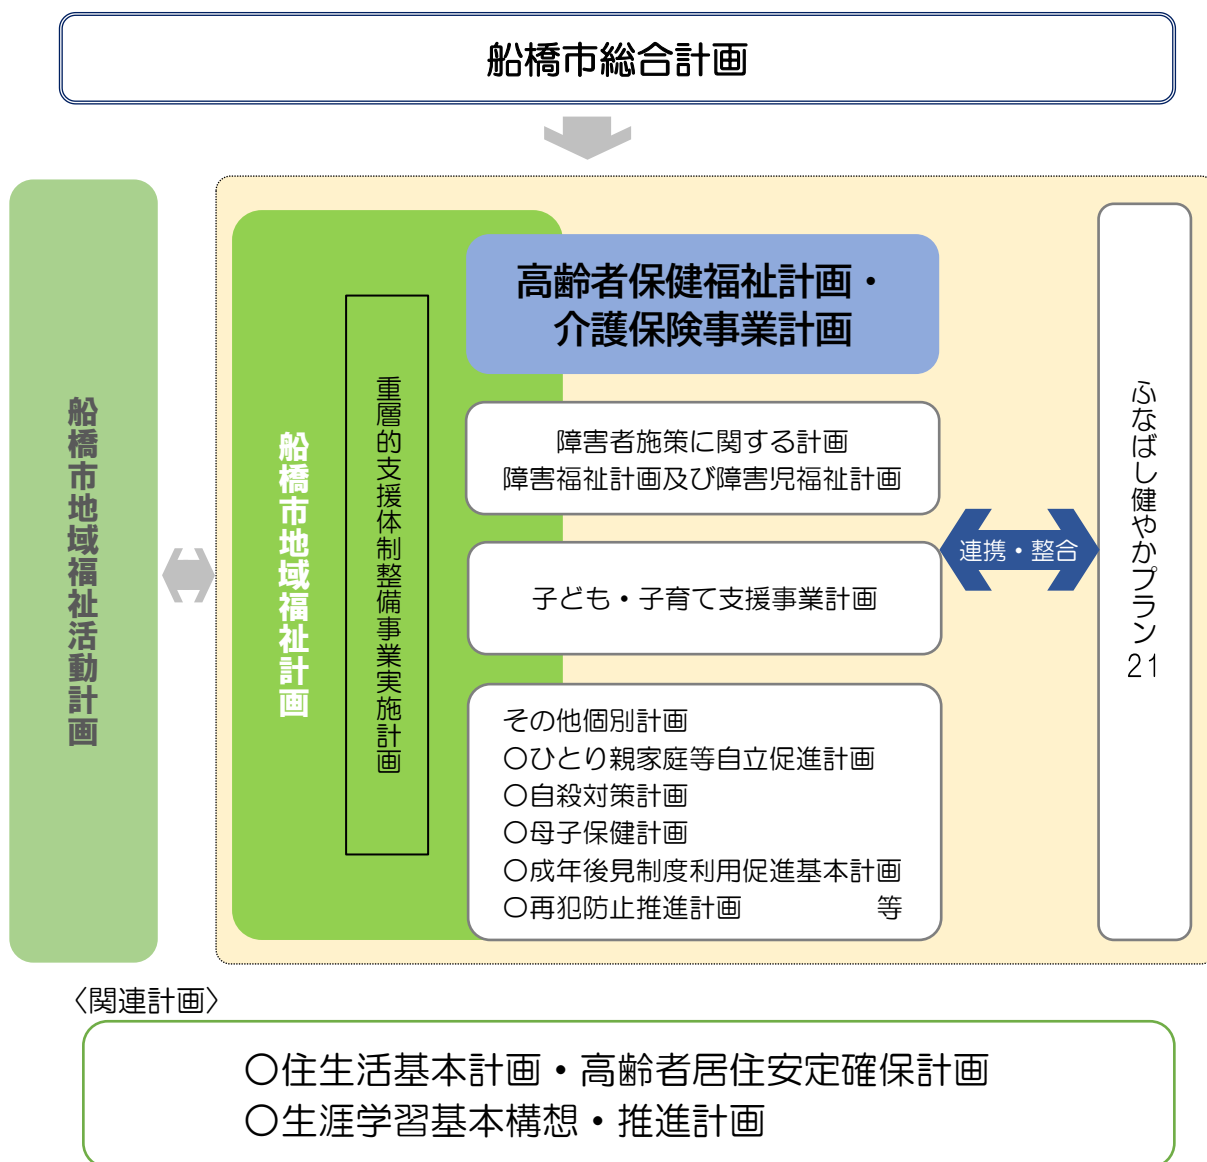 船橋市総合計画
船橋市地域福祉活動計画
船橋市地域福祉計画
重層的支援体制整備事業実施計画
高齢者保健福祉計画・
介護保険事業計画
障害者施策に関する計画
障害福祉計画及び障害児福祉計画
子ども・子育て支援事業計画
その他個別計画
○ひとり親家庭等自立促進計画
○自殺対策計画
○母子保健計画
○成年後見制度利用促進基本計画
○再犯防止推進計画 等
連携・整合
ふなばし健やかプラン21
〈関連計画〉
○住生活基本計画・高齢者居住安定確保計画
○生涯学習基本構想・推進計画